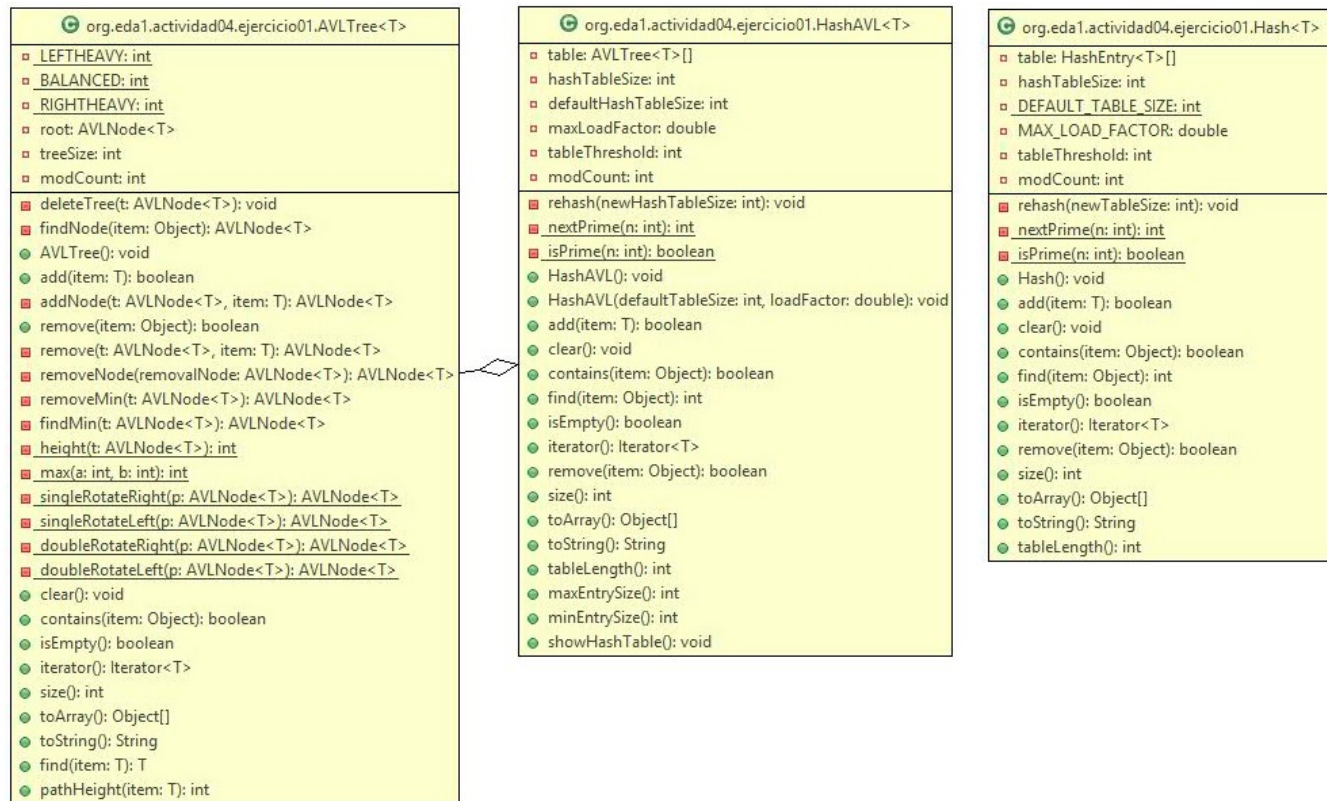 org.eda1.actividad04.ejercicio01.AVLTree<T>
LEFTHEAVY: int
BALANCED: int
RIGHTHEAVY: int
root: AVLNode<T>
treeSize: int
modCount: int
deleteTree(t: AVLNode<T>): void
findNode(item: Object): AVLNode<T>
AVLTree(): void
add(item: T): boolean
addNode(t: AVLNode<T>, item: T): AVLNode<T>
remove(item: Object): boolean
remove(t: AVLNode<T>, item: T): AVLNode<T>
removeNode(removalNode: AVLNode<T>): AVLNode<T>
removeMin(t: AVLNode<T>): AVLNode<T>
findMin(t: AVLNode<T>): AVLNode<T>
height(t: AVLNode<T>): int
max(a: int, b: int): int
singleRotateRight(p: AVLNode<T>): AVLNode<T>
singleRotateLeft(p: AVLNode<T>): AVLNode<T>
doubleRotateRight(p: AVLNode<T>): AVLNode<T>
doubleRotateLeft(p: AVLNode<T>): AVLNode<T>
clear(): void
contains(item: Object): boolean
isEmpty(): boolean
iterator(): Iterator<T>
size(): int
toArray(): Object[]
toString(): String
find(item: T): T
pathHeight(item: T): int
org.eda1.actividad04.ejercicio01.HashAVL<T>
table: AVLTree<T>[]
hashTableSize: int
defaultHashTableSize: int
maxLoadFactor: double
tableThreshold: int
modCount: int
rehash(newHashTableSize: int): void
nextPrime(n: int): int
isPrime(n: int): boolean
HashAVL(): void
HashAVL(defaultTableSize: int, loadFactor: double): void
add(item: T): boolean
clear(): void
contains(item: Object): boolean
find(item: Object): int
isEmpty(): boolean
iterator(): Iterator<T>
remove(item: Object): boolean
size(): int
toArray(): Object[]
toString(): String
tableLength(): int
maxEntrySize(): int
minEntrySize(): int
showHashTable(): void
org.eda1.actividad04.ejercicio01.Hash<T>
table: HashEntry<T>[]
hashTableSize: int
DEFAULT_TABLE_SIZE: int
MAX_LOAD_FACTOR: double
tableThreshold: int
modCount: int
rehash(newTableSize: int): void
nextPrime(n: int): int
isPrime(n: int): boolean
Hash(): void
add(item: T): boolean
clear(): void
contains(item: Object): boolean
find(item: Object): int
isEmpty(): boolean
iterator(): Iterator<T>
remove(item: Object): boolean
size(): int
toArray(): Object[]
toString(): String
tableLength(): int